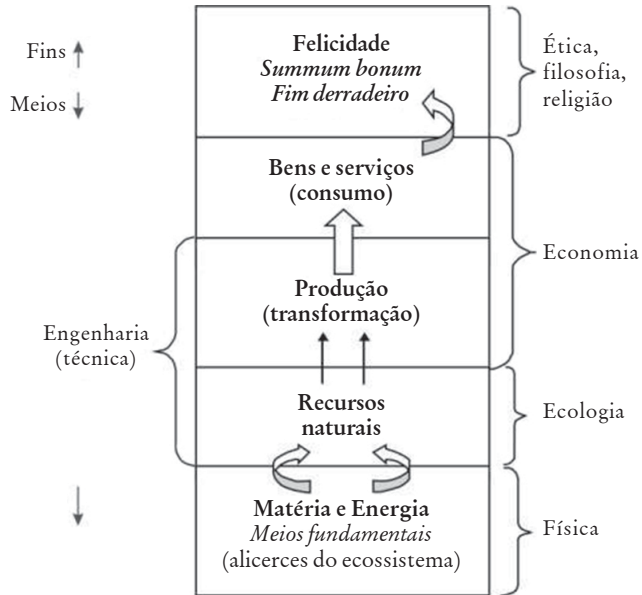 Fins
Meios
Felicidade
Summum bonum
Fim derradeiro
Ética,
filosofia,
religião
Bens e serviços
(consumo)
Economia
Produção
(transformação)
Engenharia
(técnica)
Recursos
naturais
Ecologia
Matéria e Energia
Meios fundamentais
(alicerces do ecossistema)
Física